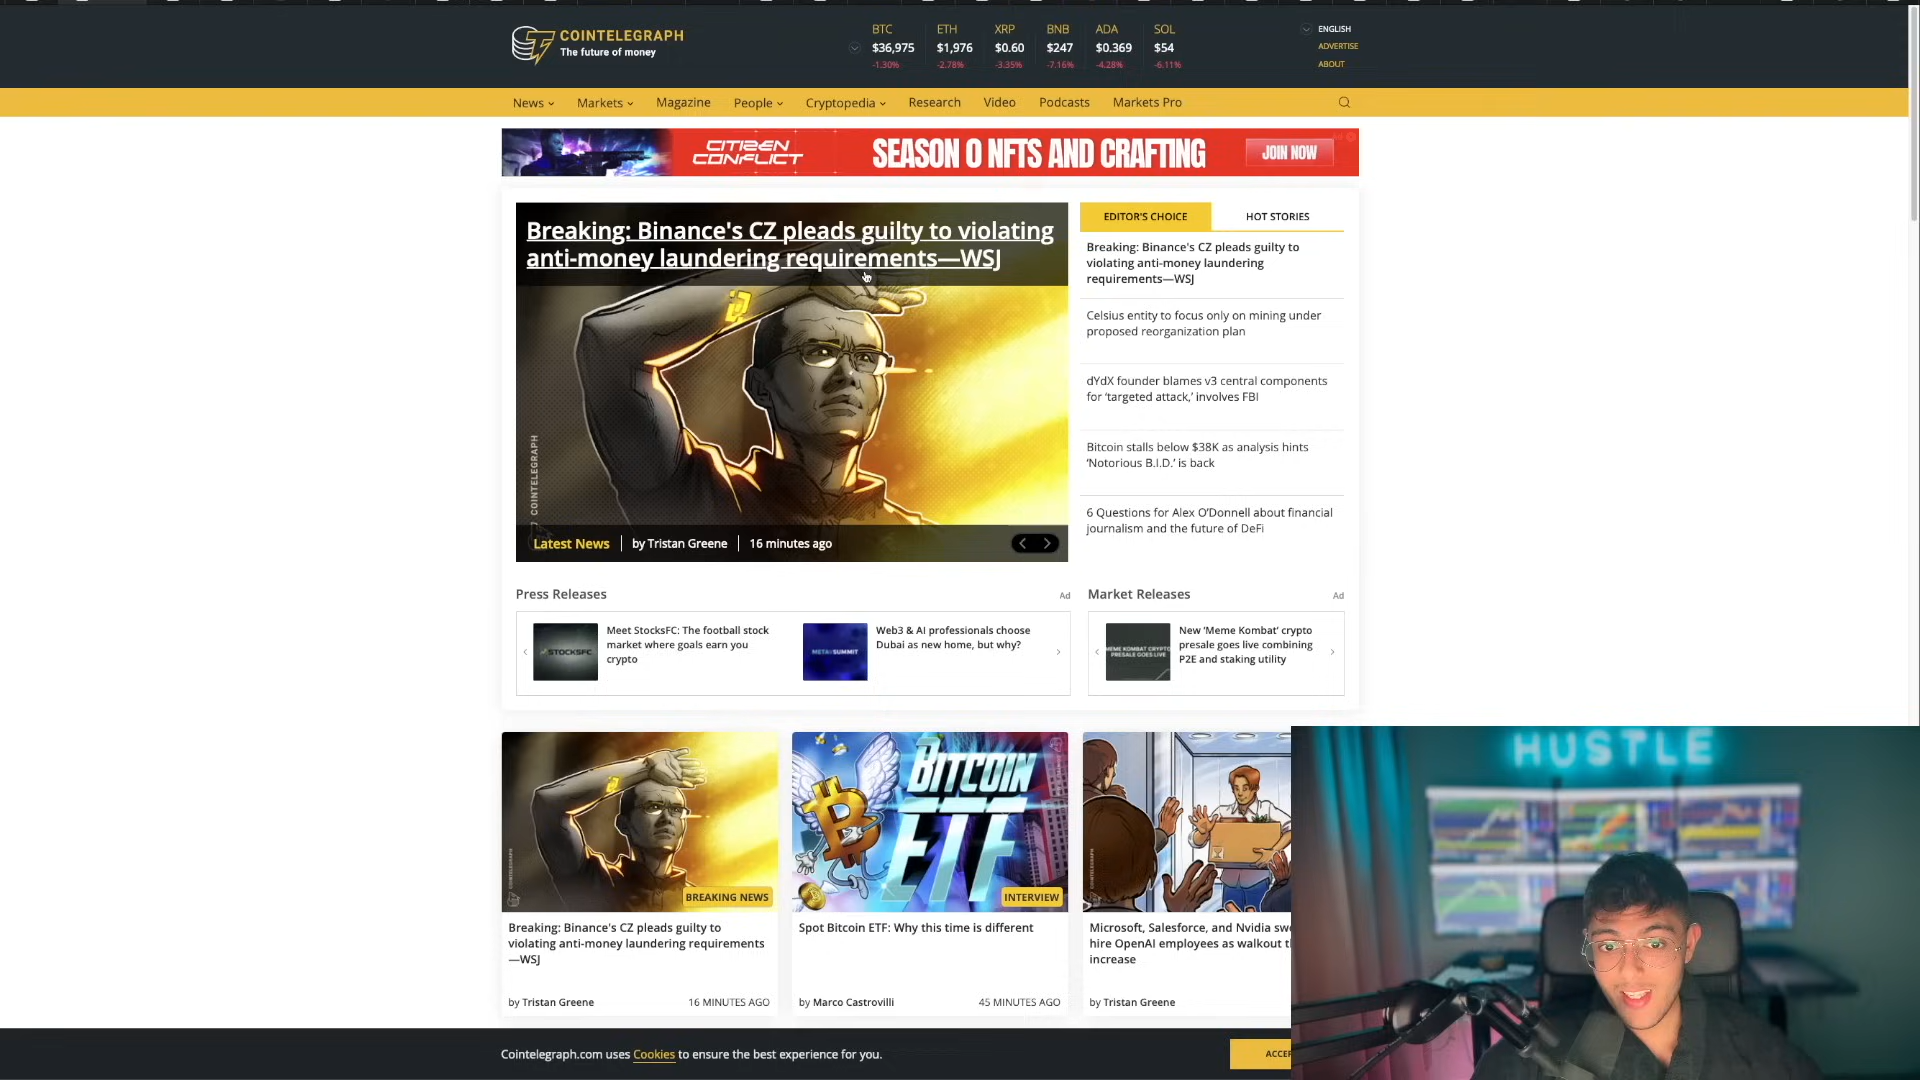 COINTELEGRAPH
The future of money
BTC
$36,975
-1.30%
ETH
$1,976
-2.78%
XRP
$0.60
-3.35%
BNB
$247
-7.16%
ADA
$0.369
-4.28%
SOL
$54
-6.11%
ENGLISH
ADVERTISE
ABOUT
News
Markets
Magazine
People
Cryptopedia
Research
Video
Podcasts
Markets Pro
CITIZEN
CONFLICT
SEASON 0 NFTS AND CRAFTING
JOIN NOW
Breaking: Binance's CZ pleads guilty to violating
anti-money laundering requirements—WSJ
COINTELEGRAPH
Latest News
by Tristan Greene
16 minutes ago
EDITOR'S CHOICE
HOT STORIES
Breaking: Binance's CZ pleads guilty to
violating anti-money laundering
requirements—WSJ
Celsius entity to focus only on mining under
proposed reorganization plan
dYdX founder blames v3 central components
for ‘targeted attack,’ involves FBI
Bitcoin stalls below $38K as analysis hints
‘Notorious B.I.D.’ is back
6 Questions for Alex O’Donnell about financial
journalism and the future of DeFi
Press Releases
Ad
STOCKSFC
Meet StocksFC: The football stock
market where goals earn you
crypto
METAVSUMMIT
Web3 & AI professionals choose
Dubai as new home, but why?
Market Releases
Ad
MEME KOMBAT CRYPTO
PRESALE GOES LIVE
New ‘Meme Kombat’ crypto
presale goes live combining
P2E and staking utility
BREAKING NEWS
Breaking: Binance's CZ pleads guilty to
violating anti-money laundering requirements
—WSJ
by Tristan Greene
16 MINUTES AGO
BITCOIN
ETF
INTERVIEW
Spot Bitcoin ETF: Why this time is different
by Marco Castrovilli
45 MINUTES AGO
Microsoft, Salesforce, and Nvidia
hire OpenAI employees as walkout
increase
by Tristan Greene
HUSTLE
Cointelegraph.com uses Cookies to ensure the best experience for you.